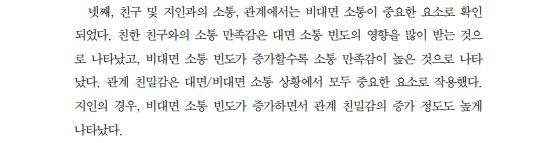 넷째, 친구 및 지인과의 소통, 관계에서는 비대면 소통이 중요한 요소로 확인
되었다. 친한 친구와의 소통 만족감은 대면 소통 빈도의 영향을 많이 받는 것으
로 나타났고, 비대면 소통 빈도가 증가할수록 소통 만족감이 높은 것으로 나타
났다. 관계 친밀감은 대면/비대면 소통 상황에서 모두 중요한 요소로 작용했다.
지인의 경우, 비대면 소통 빈도가 증가하면서 관계 친밀감의 증가 정도도 높게
나타났다.